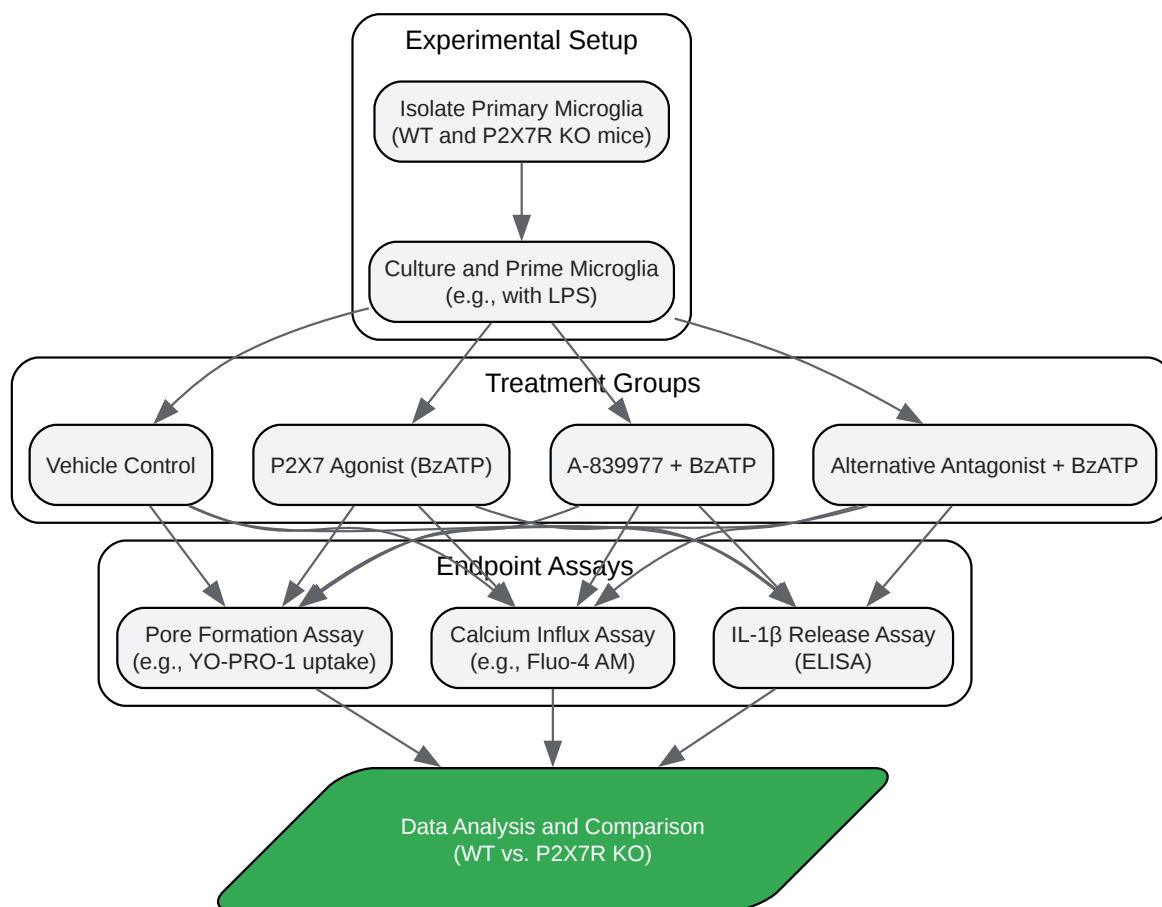 Experimental Setup
Isolate Primary Microglia
(WT and P2X7R KO mice)
Culture and Prime Microglia
(e.g., with LPS)
Treatment Groups
Vehicle Control
P2X7 Agonist (BzATP)
A-839977 + BzATP
Alternative Antagonist + BzATP
Endpoint Assays
Pore Formation Assay
(e.g., YO-PRO-1 uptake)
Calcium Influx Assay
(e.g., Fluo-4 AM)
IL-1β Release Assay
(ELISA)
Data Analysis and Comparison
(WT vs. P2X7R KO)